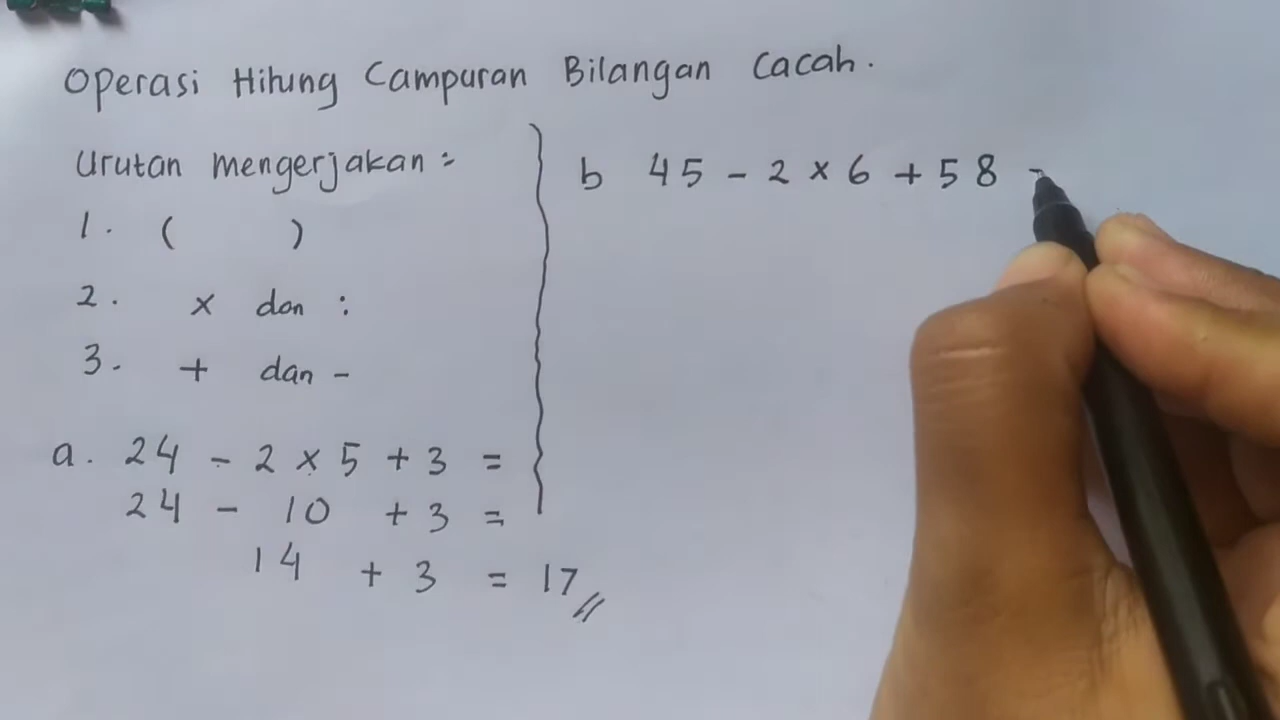 Operasi Hitung Campuran Bilangan Cacah.
Urutan mengerjakan :
1. ( )
2. x dan :
3. + dan -
a. 24 - 2 x 5 + 3 =
24 - 10 + 3 =
14 + 3 = 17 //
b 45 - 2 x 6 + 58 -